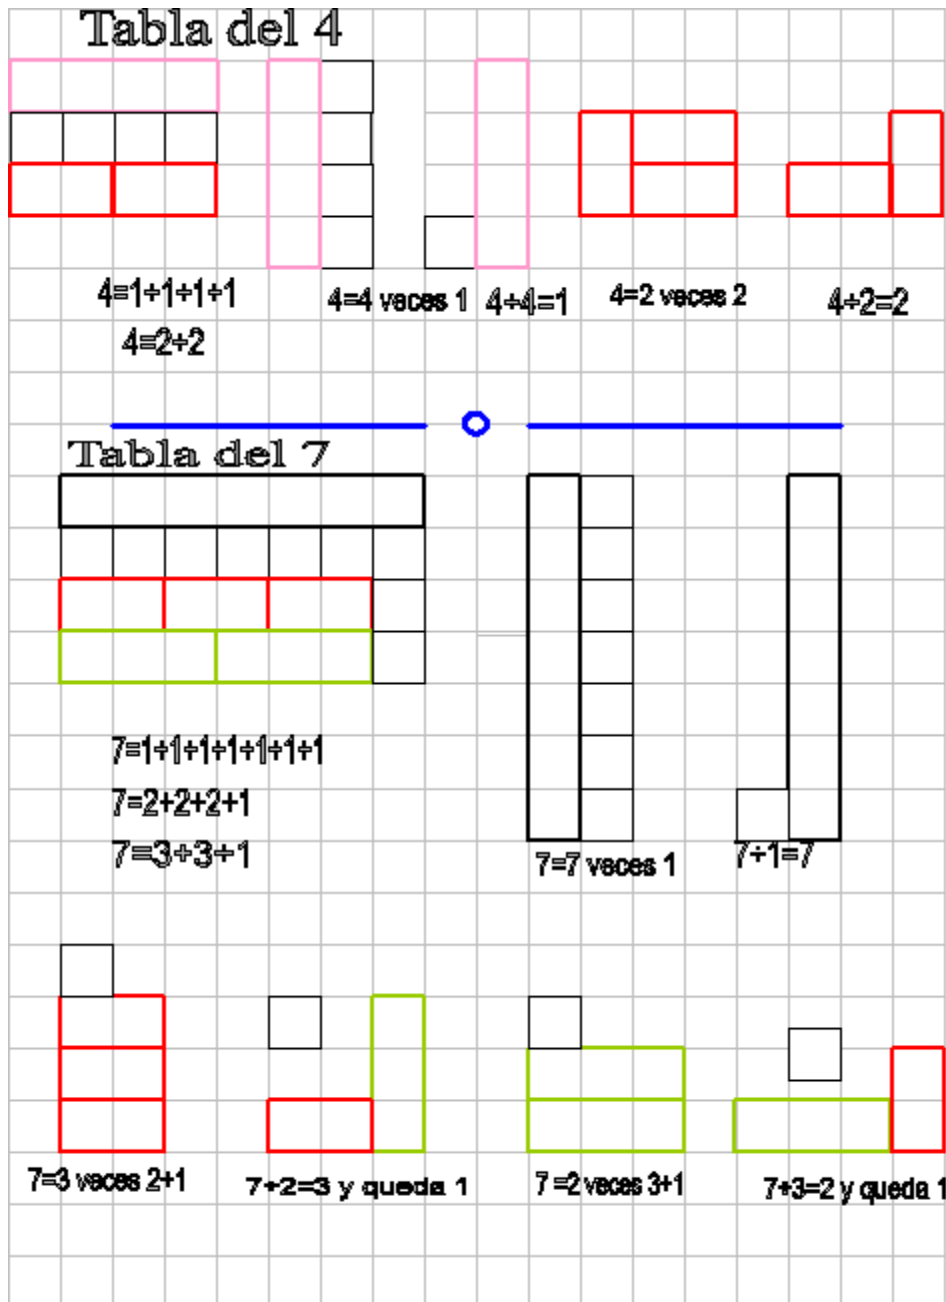 Tabla del 4
4=1+1+1+1
4=2+2
4=4 veces 1
4÷4=1
4=2 veces 2
4÷2=2
Tabla del 7
7=1+1+1+1+1+1+1
7=2+2+2+1
7=3+3+1
7=7 veces 1
7÷1=7
7=3 veces 2+1
7÷2=3 y queda 1
7=2 veces 3+1
7÷3=2 y queda 1